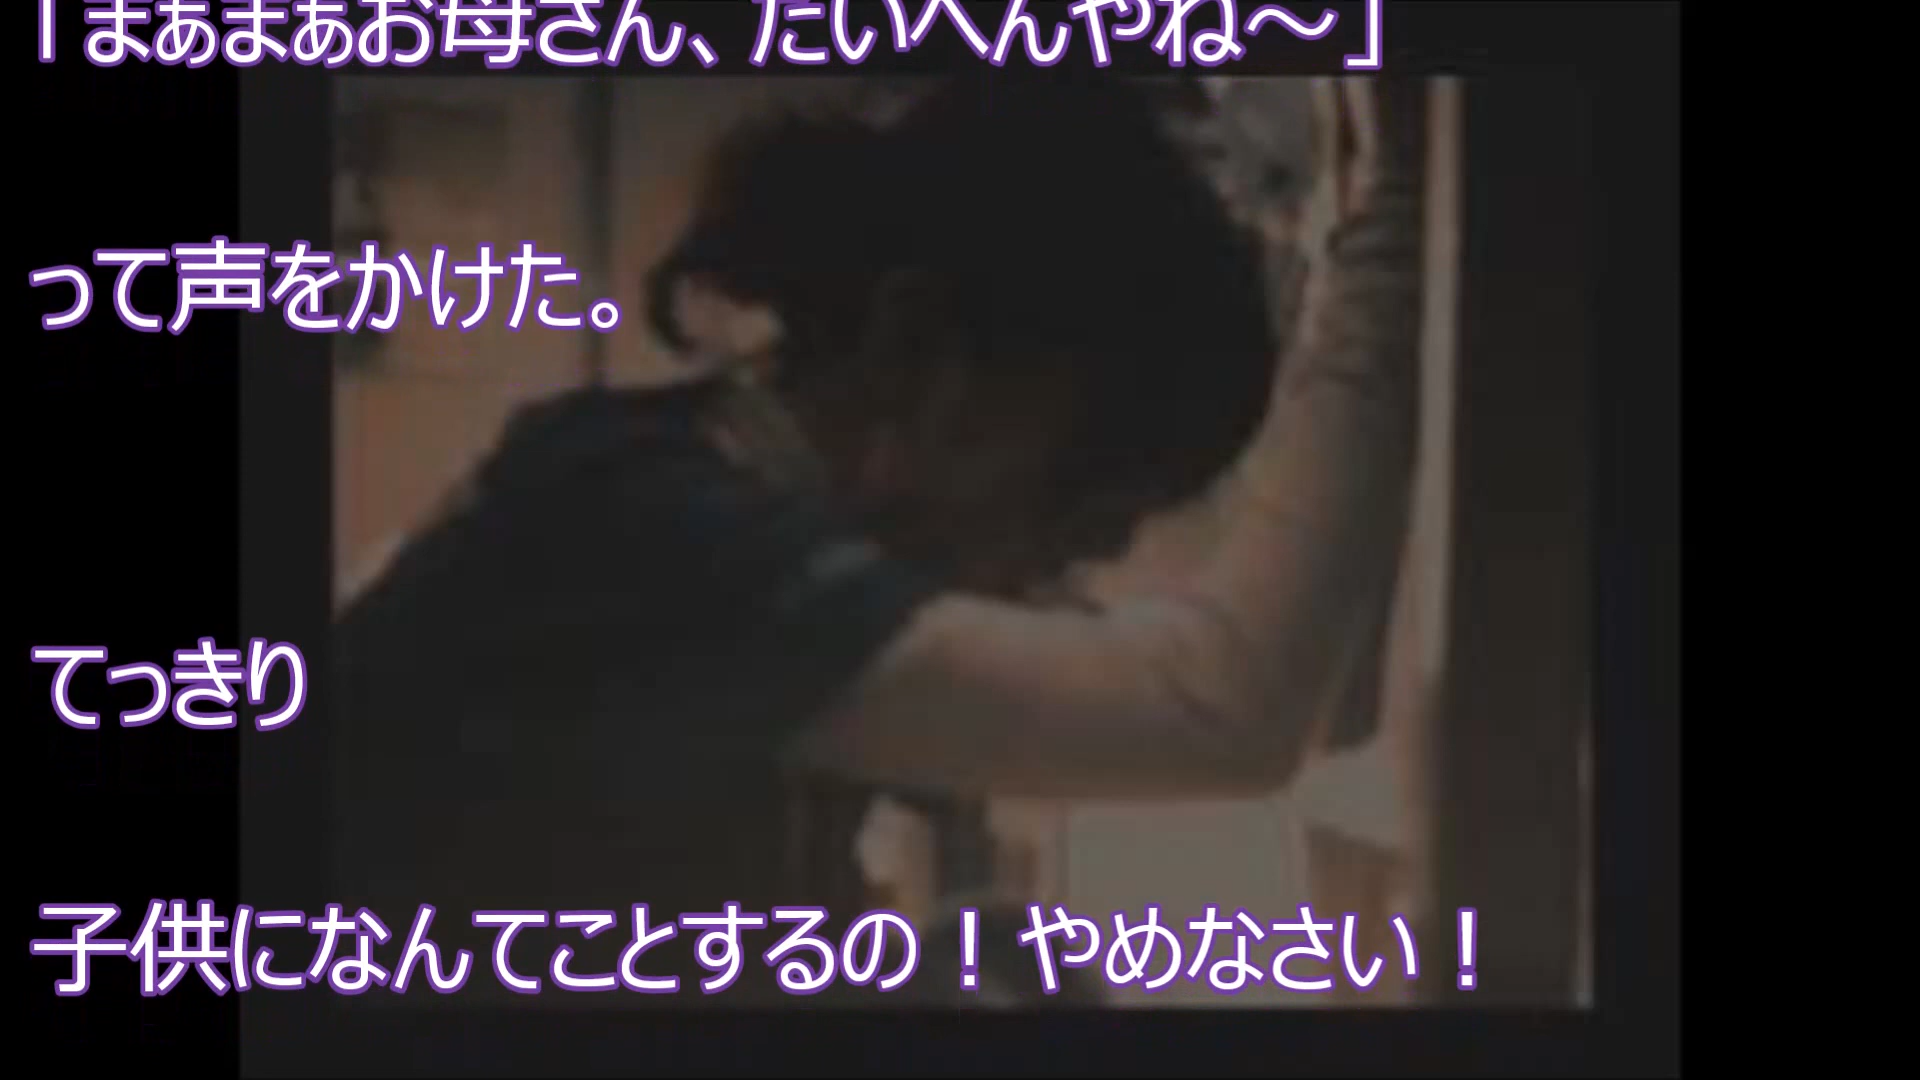 「まぁまぁお母さん、たいへんやね～」
って声をかけた。
てっきり
子供になんてことするの！やめなさい！